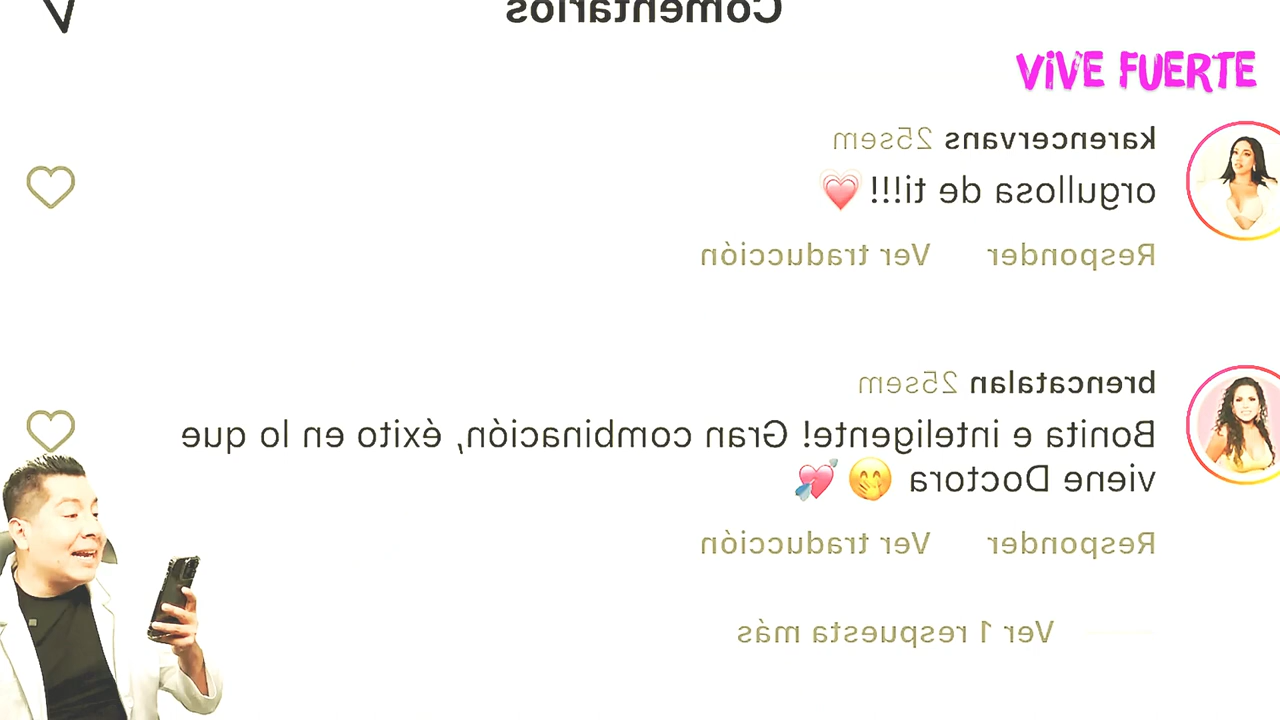 Comentarios
VIVE FUERTE
karencervans 25sem
orgullosa de ti!!! 💗
Responder Ver traducción
brencatalan 25sem
Bonita e inteligente! Gran combinación, éxito en lo que
viene Doctora 🤭 💘
Responder Ver traducción
Ver 1 respuesta más